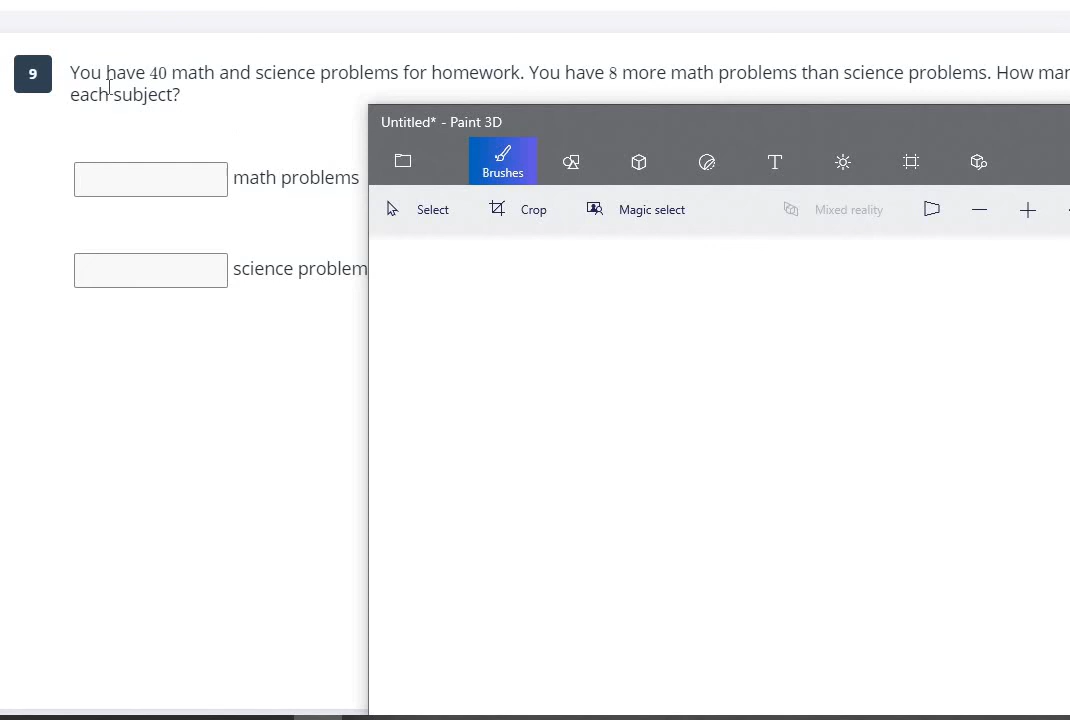 9
You have 40 math and science problems for homework. You have 8 more math problems than science problems. How
each subject?
Untitled* - Paint 3D
Brushes
math problems
Select Crop Magic select Mixed reality
science problem